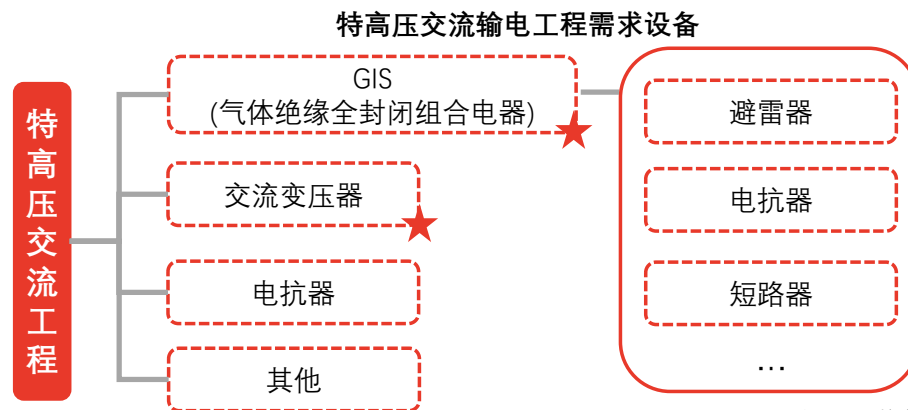 特高压交流输电工程需求设备
特高压交流工程
GIS
(气体绝缘全封闭组合电器)
交流变压器
电抗器
其他
避雷器
电抗器
短路器
…